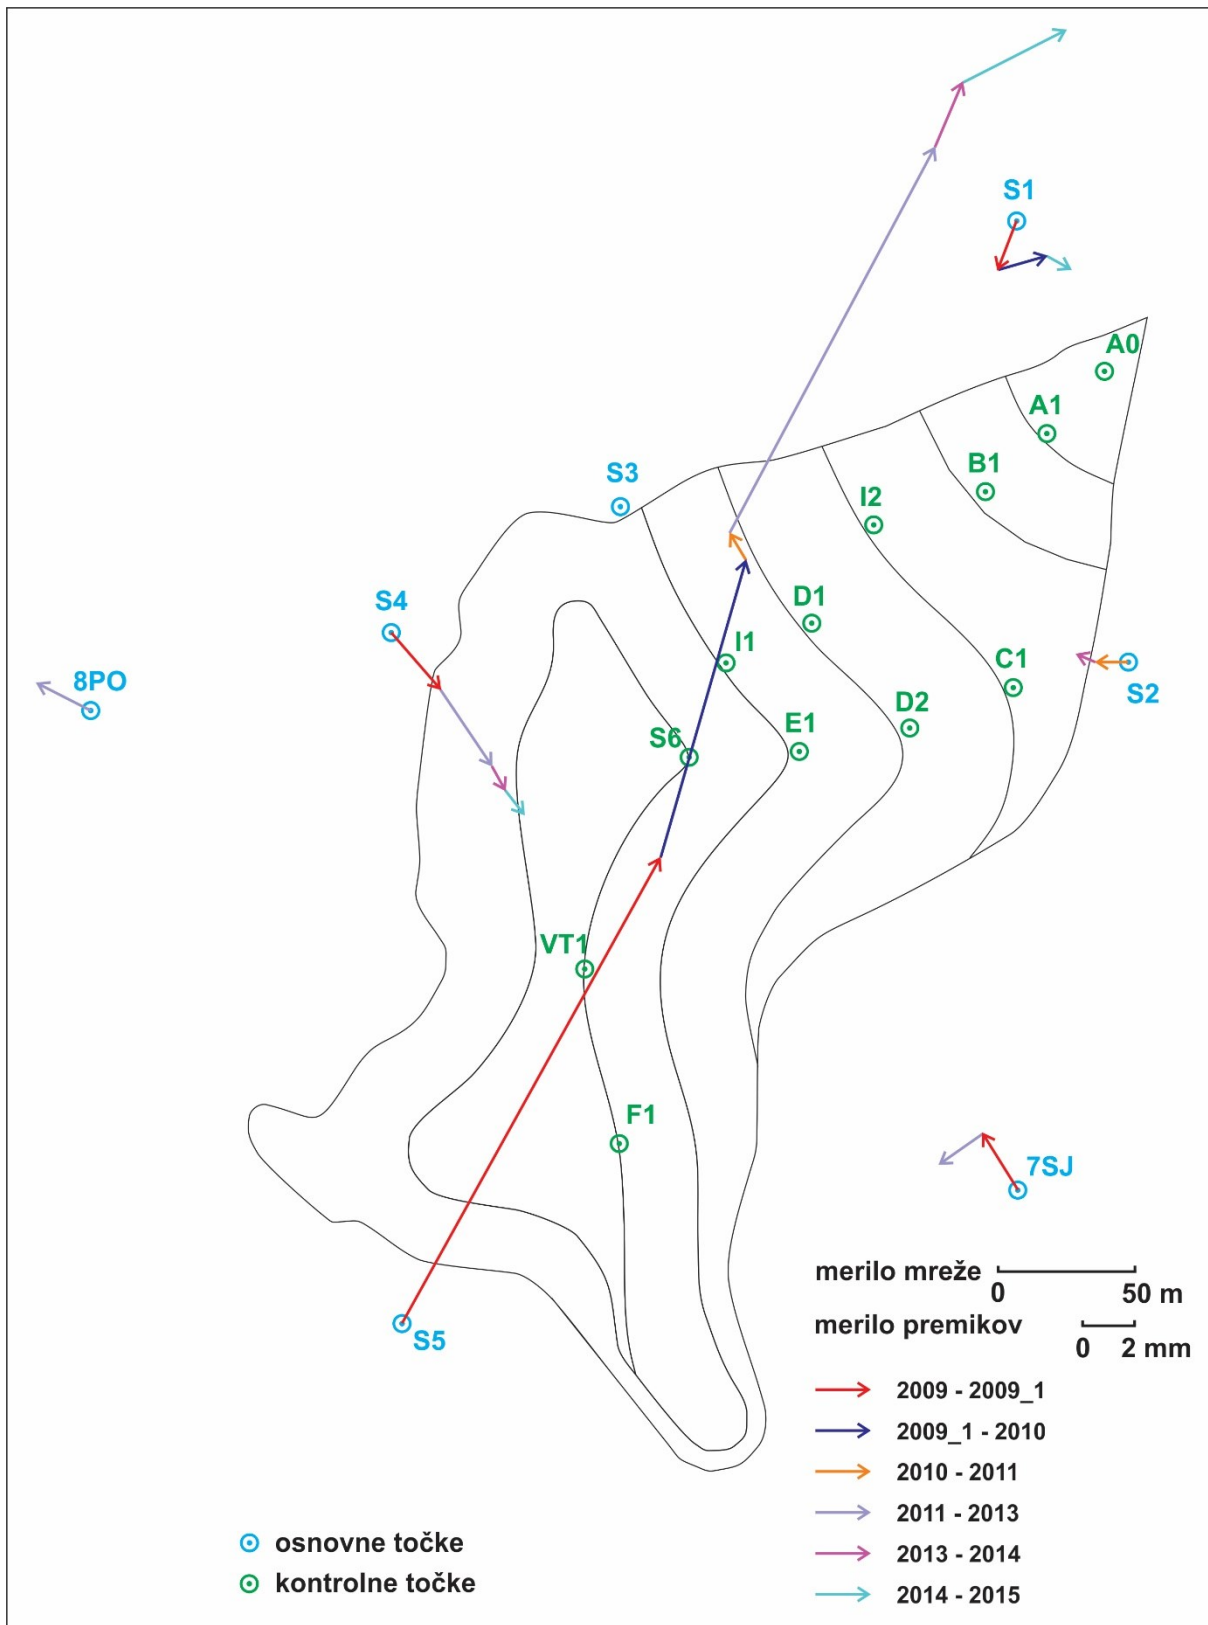 S1
A0
A1
B1
S3
I2
S4
D1
I1
C1
8PO
S2
D2
E1
S6
VT1
F1
7SJ
merilo mreže
0 50 m
S5
merilo premikov
0 2 mm
2009 - 2009_1
2009_1 - 2010
2010 - 2011
2011 - 2013
2013 - 2014
2014 - 2015
osnovne točke
kontrolne točke